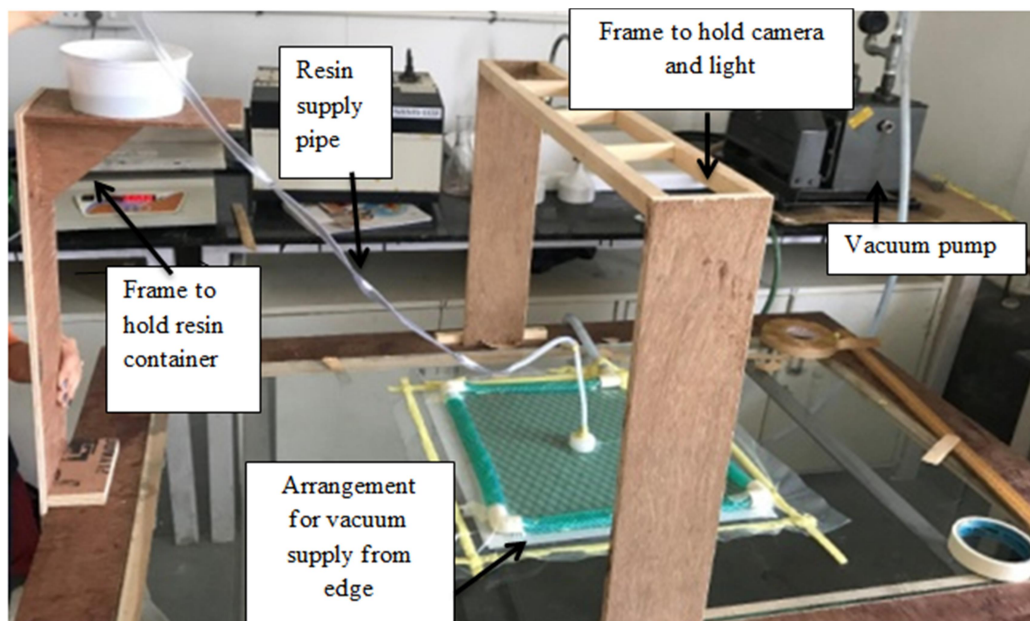 Resin
supply
pipe
Frame to hold camera
and light
Vacuum pump
Frame to
hold resin
container
Arrangement
for vacuum
supply from
edge